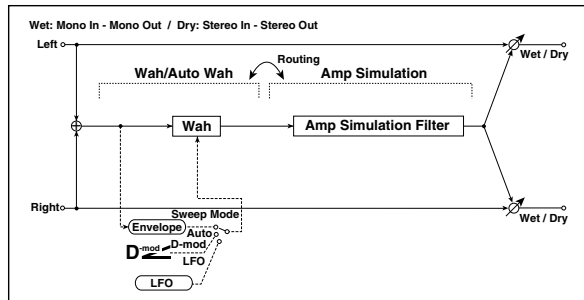 Wet: Mono In - Mono Out / Dry: Stereo In - Stereo Out
Left
Wet / Dry
Routing
Wah/Auto Wah
Amp Simulation
Wah
Amp Simulation Filter
Right
Wet / Dry
Sweep Mode
Envelope
Auto
D-mod
D-mod
LFO
LFO